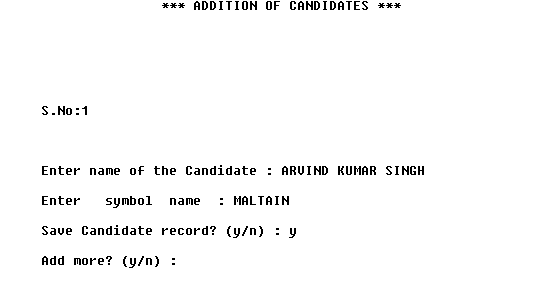 *** ADDITION OF CANDIDATES ***
S.No:1
Enter name of the Candidate : ARVIND KUMAR SINGH
Enter   symbol  name  : MALTAIN
Save Candidate record? (y/n) : y
Add more? (y/n) :